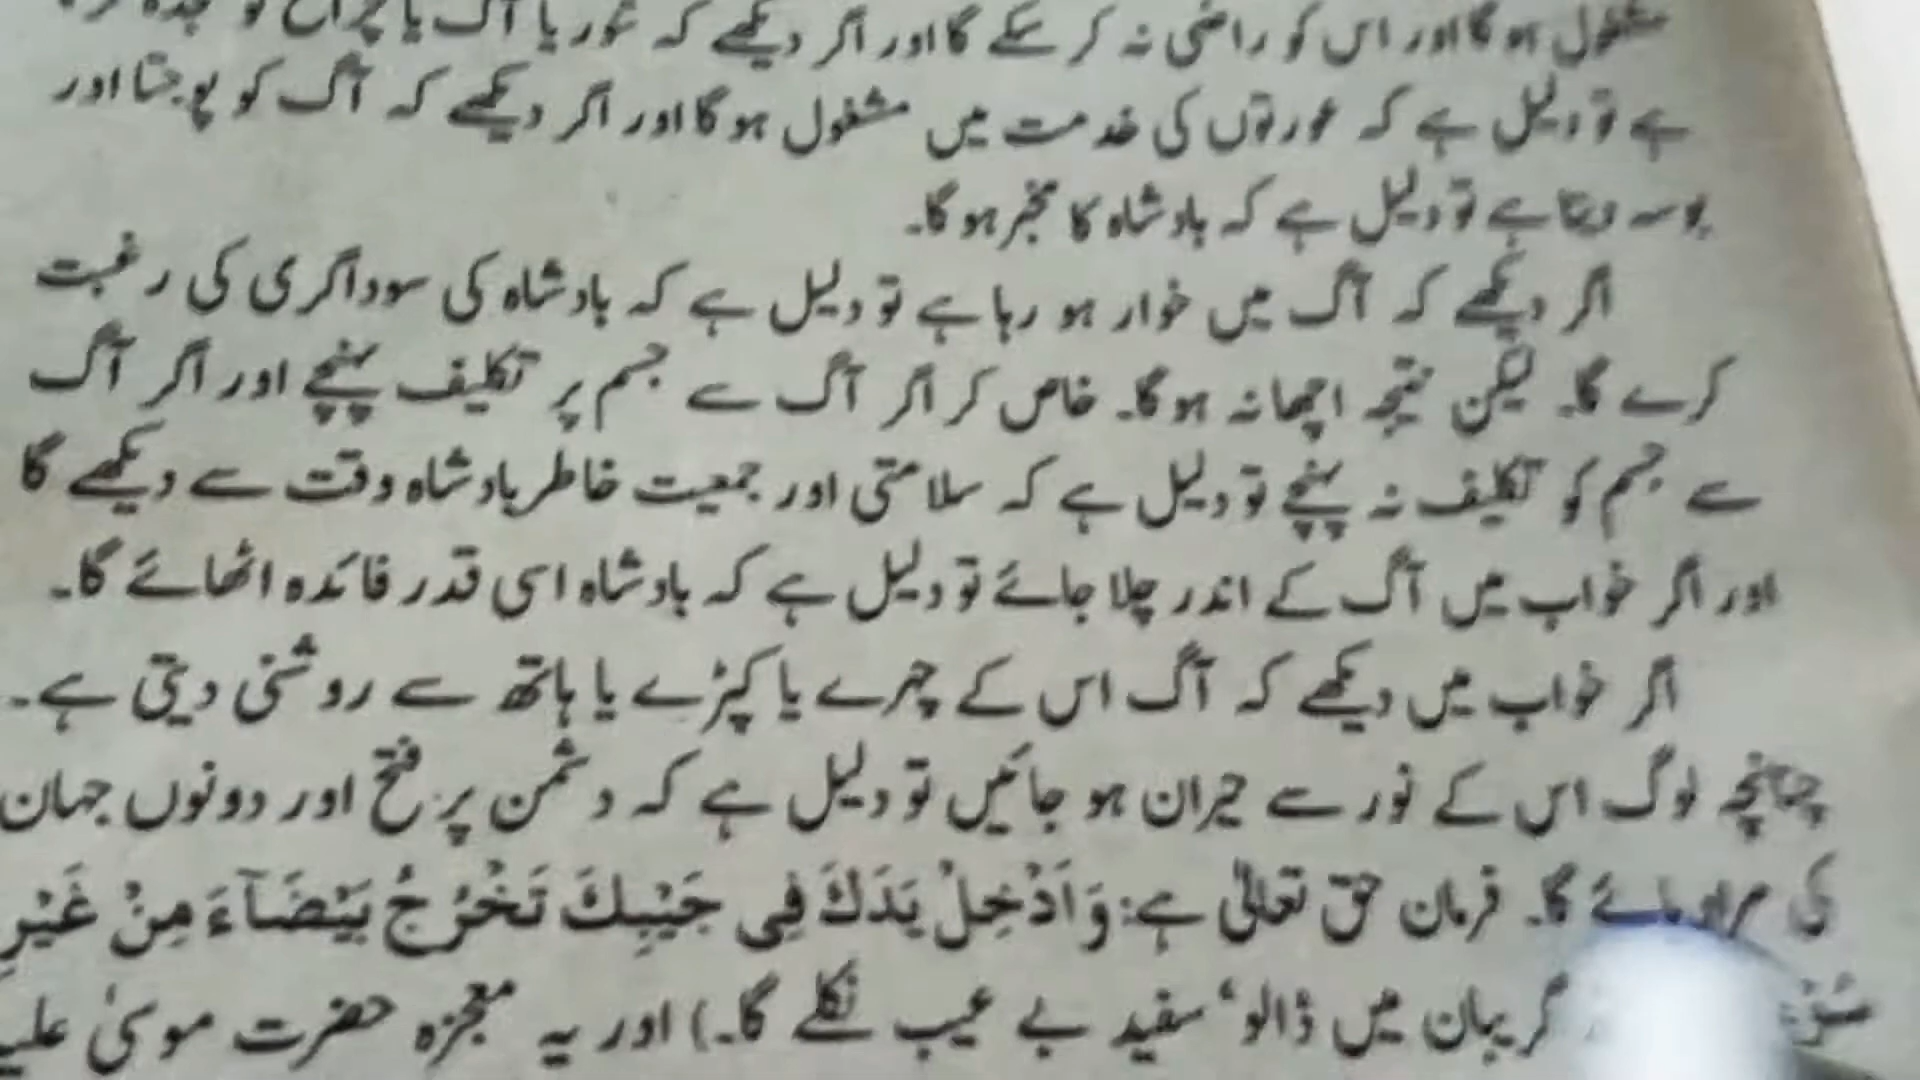 مشغول ہو گا اور اس کو راضی نہ کر سکے گا اور اگر دیکھے کہ تنور یا آگ یا چراغ کو سجدہ کرتا
ہے تو دلیل ہے کہ عورتوں کی خدمت میں مشغول ہو گا اور اگر دیکھے کہ آگ کو پوجتا اور
بوسہ دیتا ہے تو دلیل ہے کہ بادشاہ کا مخبر ہو گا۔
اگر دیکھے کہ آگ میں خوار ہو رہا ہے تو دلیل ہے کہ بادشاہ کی سوداگری کی رغبت
کرے گا۔ لیکن نتیجہ اچھا نہ ہو گا۔ خاص کر اگر آگ سے جسم پر تکلیف پہنچے اور اگر آگ
سے جسم کو تکلیف نہ پہنچے تو دلیل ہے کہ سلامتی اور جمعیت خاطر بادشاہ وقت سے دیکھے گا
اور اگر خواب میں آگ کے اندر چلا جائے تو دلیل ہے کہ بادشاہ اسی قدر فائدہ اٹھائے گا۔
اگر خواب میں دیکھے کہ آگ اس کے چہرے یا کپڑے یا ہاتھ سے روشنی دیتی ہے۔
چنانچہ لوگ اس کے نور سے حیران ہو جائیں تو دلیل ہے کہ دشمن پر فتح اور دونوں جہان
کی مراد پائے گا۔ فرمان حق تعالیٰ ہے: وَاَدْخِلْ يَدَكَ فِى جَيْبِكَ تَخْرُجُ بَيْضَآءَ مِنْ غَيْرِ
گریبان میں ڈالو‘ سفید بے عیب نکلے گا۔) اور یہ معجزہ حضرت موسیٰ علیہ